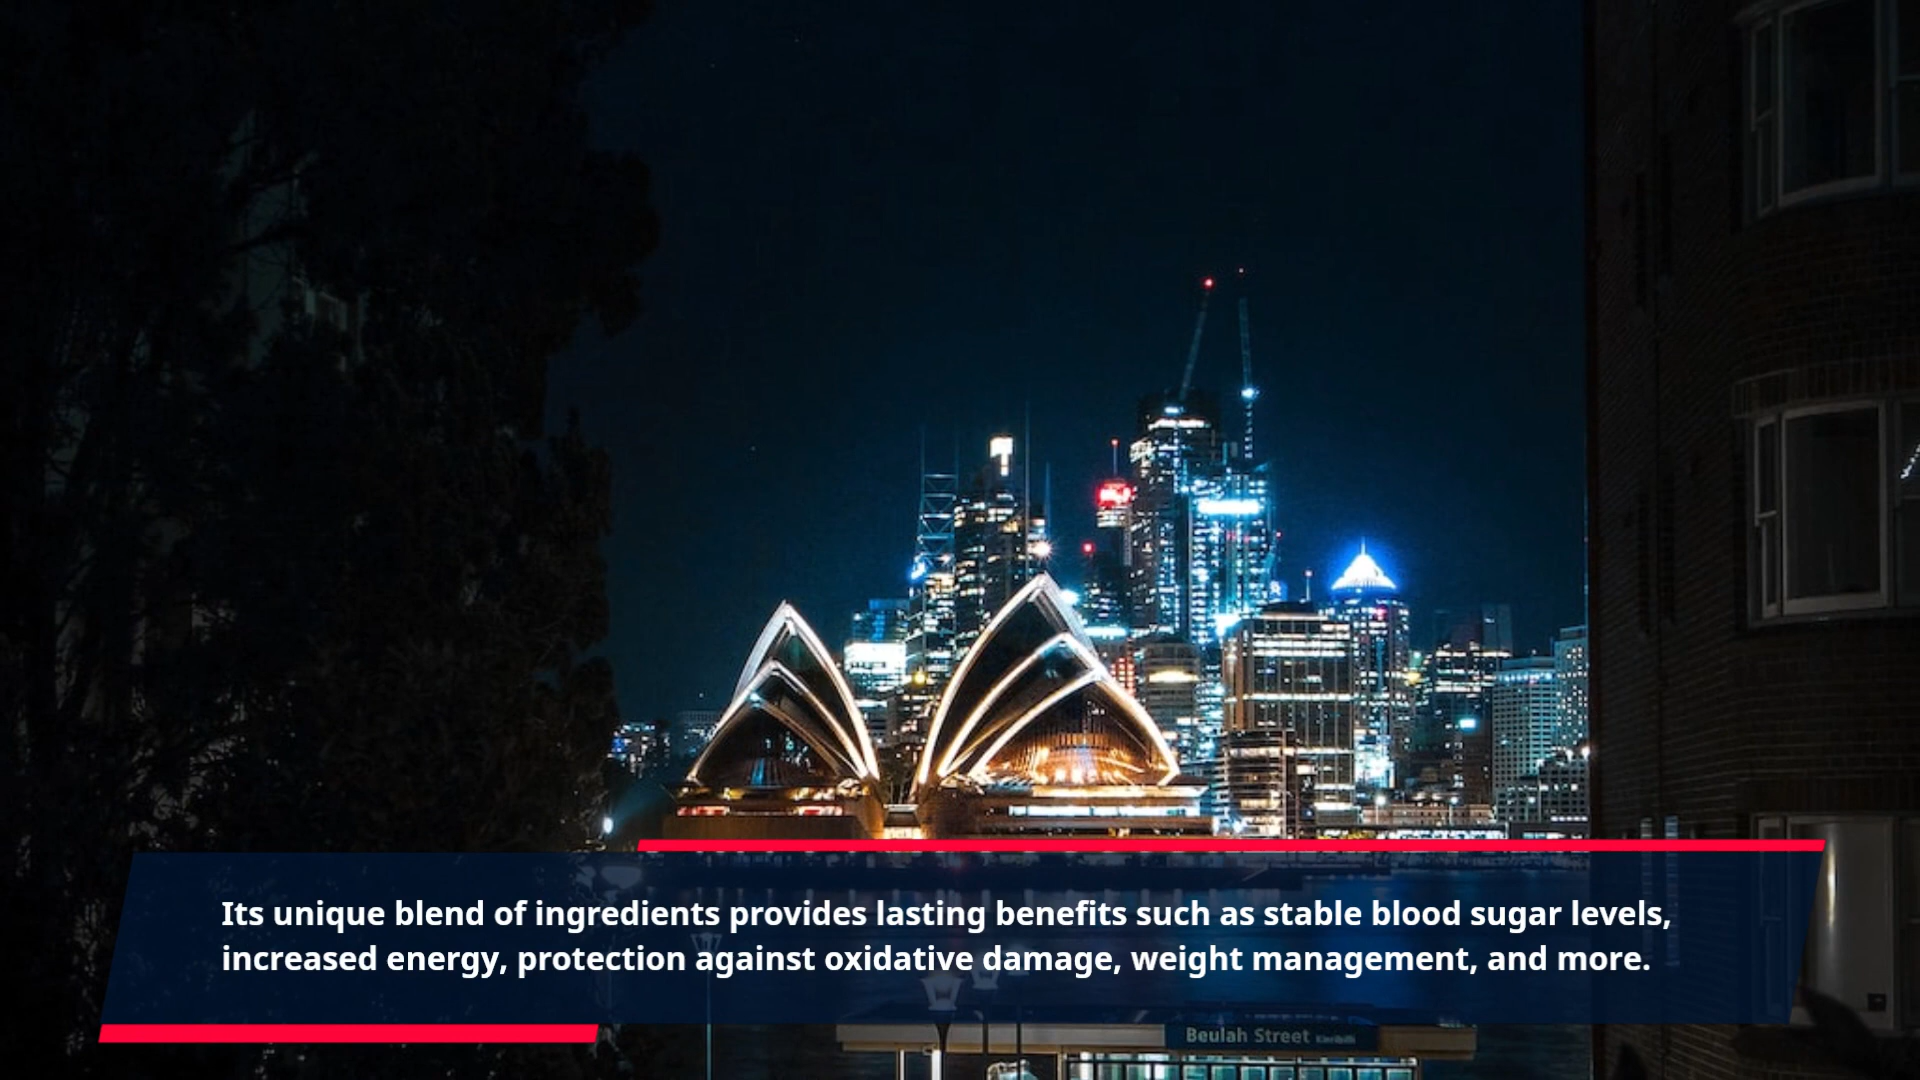 Its unique blend of ingredients provides lasting benefits such as stable blood sugar levels,
increased energy, protection against oxidative damage, weight management, and more.
Beulah Street Kirribilli